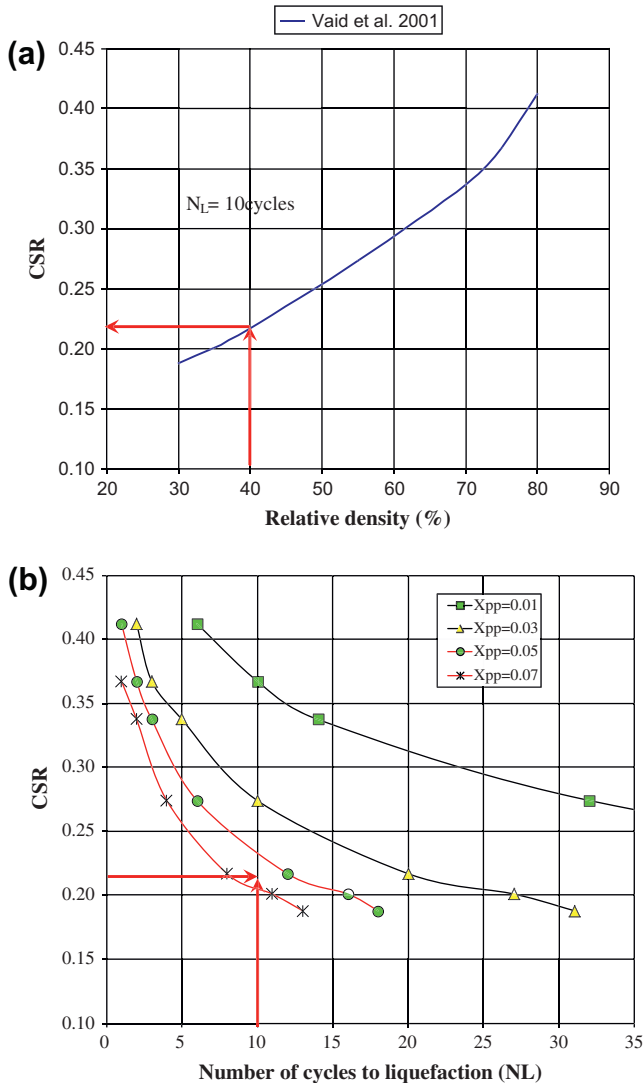 Vaid et al. 2001
(a)
0.45
0.40
0.35
0.30
0.25
0.20
0.15
0.10
CSR
N_L= 10cycles
20 30 40 50 60 70 80 90
Relative density (%)
(b)
0.45
0.40
0.35
0.30
0.25
0.20
0.15
0.10
CSR
Xpp=0.01
Xpp=0.03
Xpp=0.05
Xpp=0.07
0 5 10 15 20 25 30 35
Number of cycles to liquefaction (NL)